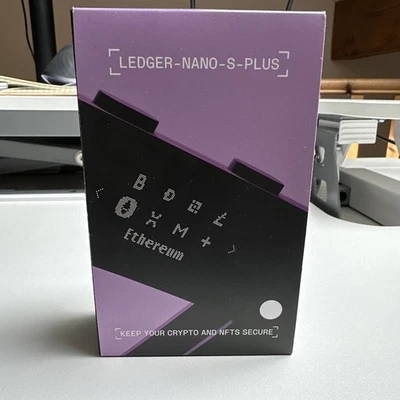 [LEDGER-NANO-S-PLUS]
Ethereum
[KEEP YOUR CRYPTO AND NFTS SECURE]